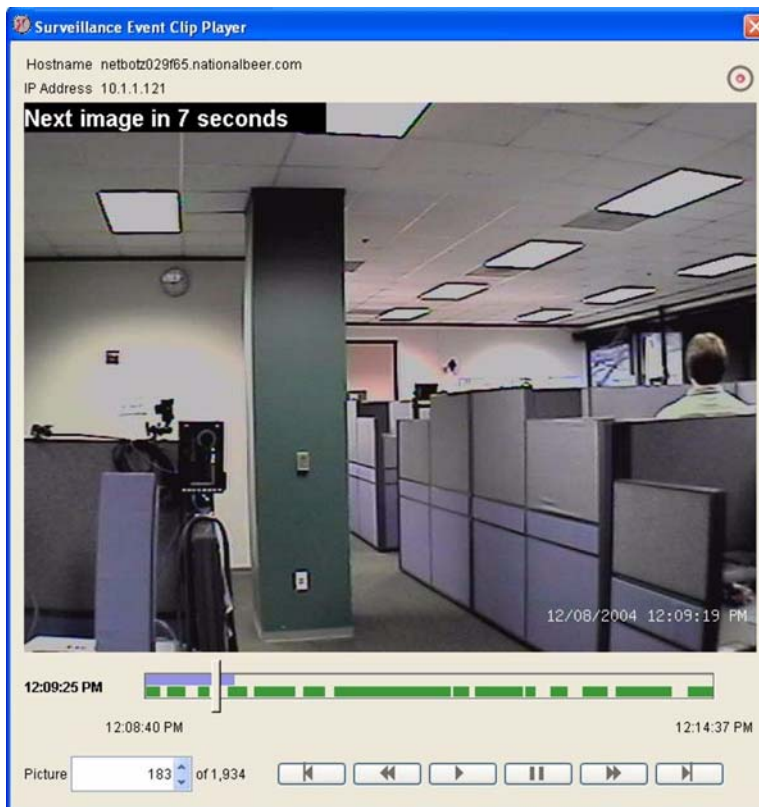 Surveillance Event Clip Player
Hostname netbotz029f65.nationalbeer.com
IP Address 10.1.1.121
Next image in 7 seconds
12/08/2004 12:09:19 PM
12:09:25 PM
12:08:40 PM 12:14:37 PM
Picture 183 of 1,934